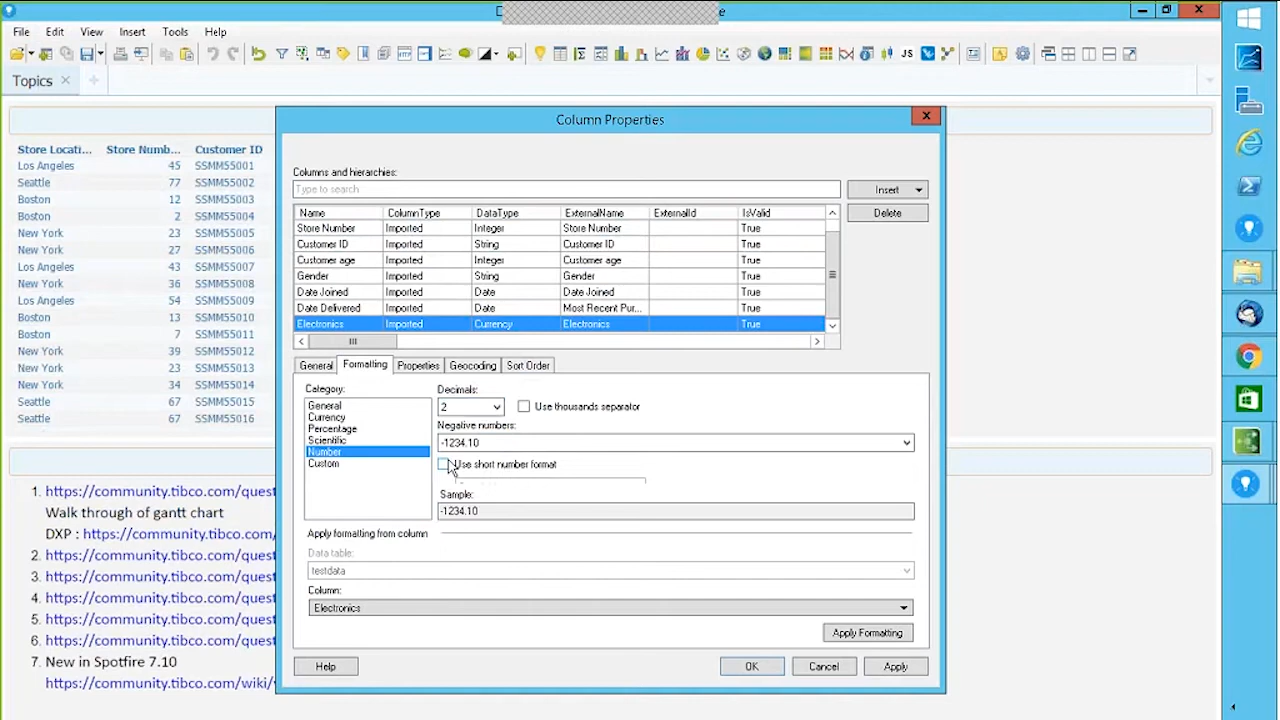 File Edit View Insert Tools Help
JS
Topics
Column Properties
Store Locati... Store Numb... Customer ID
Los Angeles 45 SSMM55001
Seattle 77 SSMM55002
Boston 12 SSMM55003
Boston 2 SSMM55004
New York 23 SSMM55005
New York 27 SSMM55006
Los Angeles 43 SSMM55007
New York 36 SSMM55008
Los Angeles 54 SSMM55009
Boston 13 SSMM55010
Boston 7 SSMM55011
New York 39 SSMM55012
New York 23 SSMM55013
New York 34 SSMM55014
Seattle 67 SSMM55015
Seattle 67 SSMM55016
1. https://community.tibco.com/quest
Walk through of gantt chart
DXP : https://community.tibco.com/
2. https://community.tibco.com/quest
3. https://community.tibco.com/quest
4. https://community.tibco.com/quest
5. https://community.tibco.com/quest
6. https://community.tibco.com/quest
7. New in Spotfire 7.10
https://community.tibco.com/wiki/
Columns and hierarchies:
Type to search
Insert
Delete
Name ColumnType DataType ExternalName ExternalId IsValid
Store Number Imported Integer Store Number True
Customer ID Imported String Customer ID True
Customer age Imported Integer Customer age True
Gender Imported String Gender True
Date Joined Imported Date Date Joined True
Date Delivered Imported Date Most Recent Pur... True
Electronics Imported Currency Electronics True
General Formatting Properties Geocoding Sort Order
Category:
General
Currency
Percentage
Scientific
Number
Custom
Decimals:
2
Use thousands separator
Negative numbers:
-1234.10
Use short number format
Sample:
-1234.10
Apply formatting from column
Data table:
testdata
Column:
Electronics
Apply Formatting
Help OK Cancel Apply